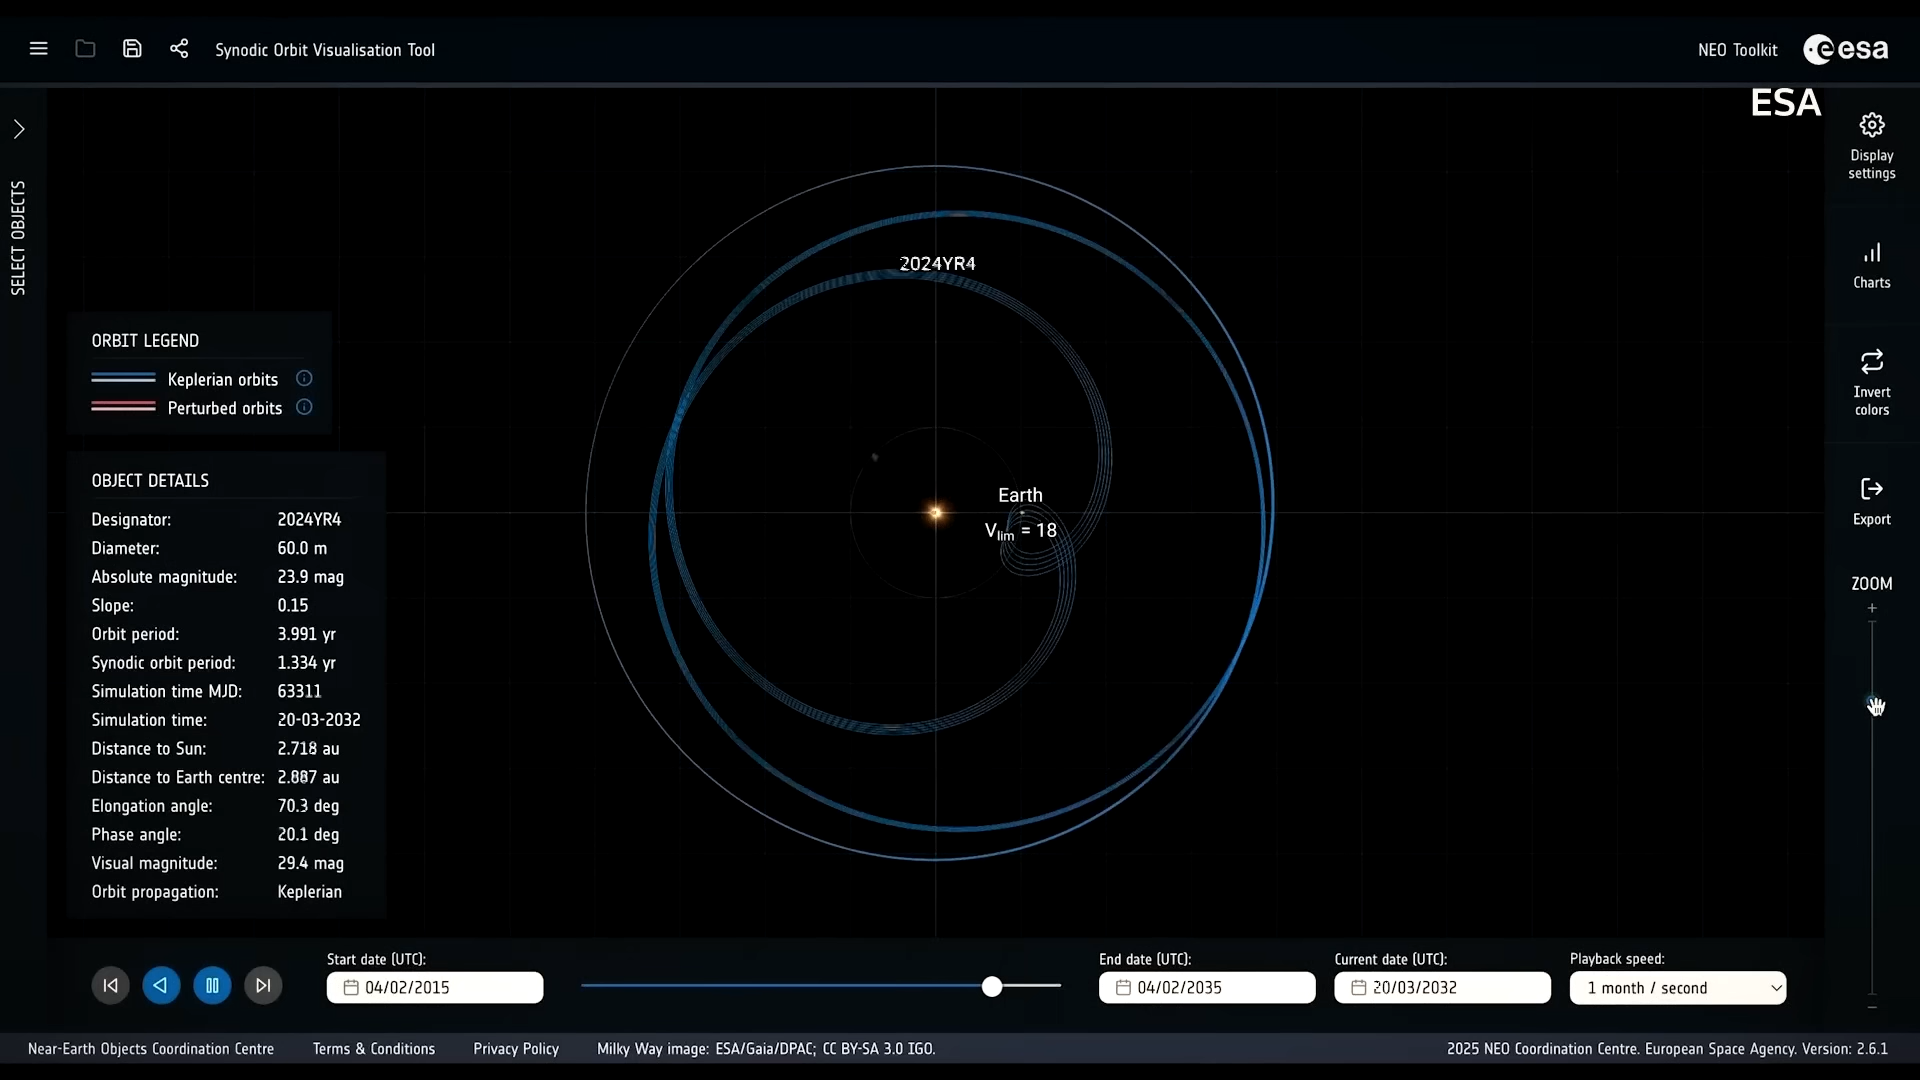 Synodic Orbit Visualisation Tool
NEO Toolkit
esa
ESA
SELECT OBJECTS
Display
settings
Charts
Invert
colors
Export
ZOOM
+
−
2024YR4
Earth
Vlim = 18
ORBIT LEGEND
Keplerian orbits
Perturbed orbits
OBJECT DETAILS
Designator: 2024YR4
Diameter: 60.0 m
Absolute magnitude: 23.9 mag
Slope: 0.15
Orbit period: 3.991 yr
Synodic orbit period: 1.334 yr
Simulation time MJD: 63311
Simulation time: 20-03-2032
Distance to Sun: 2.718 au
Distance to Earth centre: 2.887 au
Elongation angle: 70.3 deg
Phase angle: 20.1 deg
Visual magnitude: 29.4 mag
Orbit propagation: Keplerian
Start date (UTC):
04/02/2015
End date (UTC):
04/02/2035
Current date (UTC):
20/03/2032
Playback speed:
1 month / second
Near-Earth Objects Coordination Centre
Terms & Conditions
Privacy Policy
Milky Way image: ESA/Gaia/DPAC; CC BY-SA 3.0 IGO.
2025 NEO Coordination Centre. European Space Agency. Version: 2.6.1